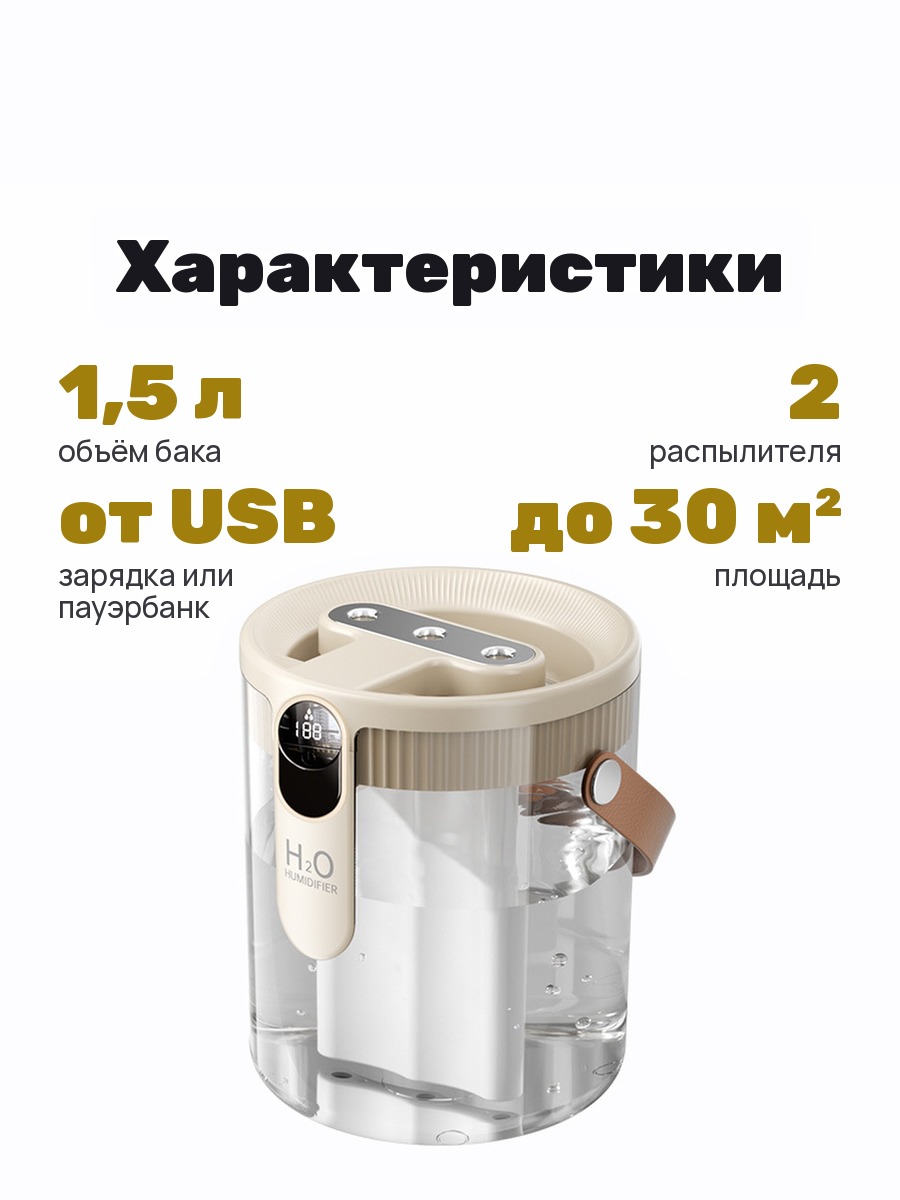 Характеристики
1,5 л
объём бака
2
распылителя
от USB
зарядка или
пауэрбанк
до 30 м²
площадь
188
H₂O
HUMIDIFIER